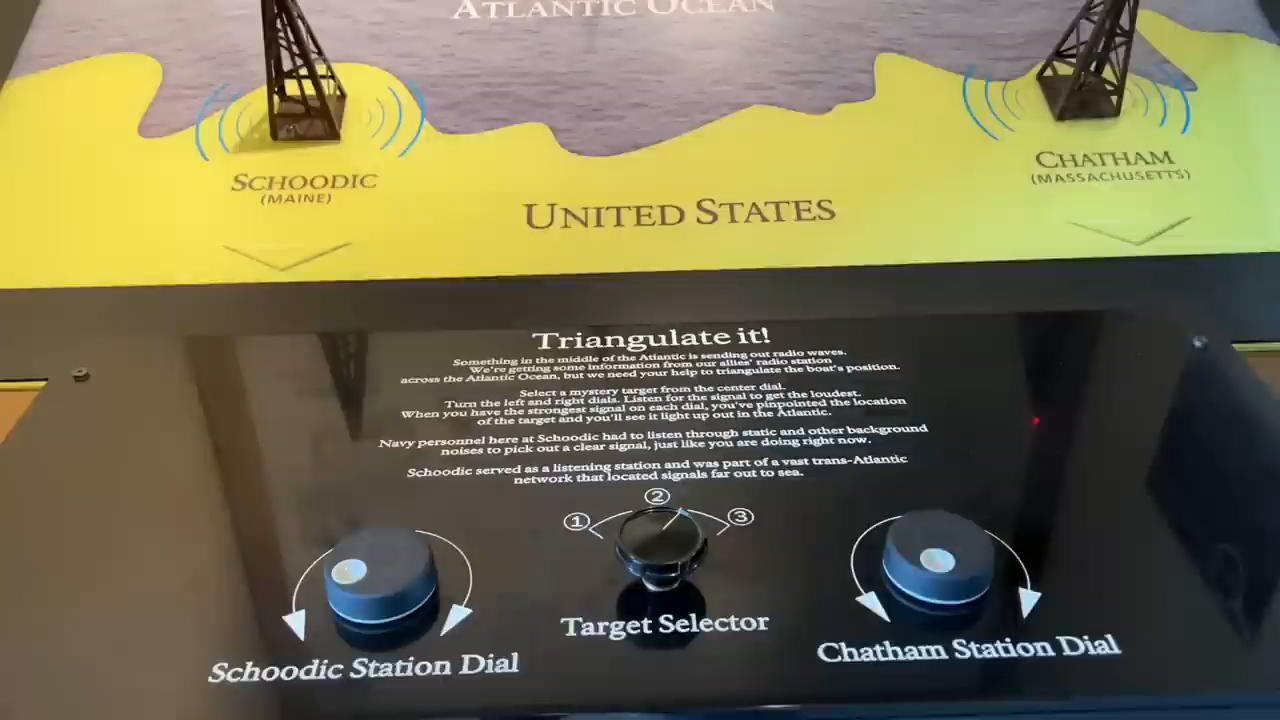 ATLANTIC OCEAN
SCHOODIC
(MAINE)
CHATHAM
(MASSACHUSETTS)
UNITED STATES
Triangulate it!
Something in the middle of the Atlantic is sending out radio waves.
We're getting some information from our allies' radio station
across the Atlantic Ocean, but we need your help to triangulate the boat's position.
Select a mystery target from the center dial.
Turn the left and right dials. Listen for the signal to get the loudest.
When you have the strongest signal on each dial, you've pinpointed the location
of the target and you'll see it light up out in the Atlantic.
Navy personnel here at Schoodic had to listen through static and other background
noises to pick out a clear signal, just like you are doing right now.
Schoodic served as a listening station and was part of a vast trans-Atlantic
network that located signals far out to sea.
1 2 3
Target Selector
Schoodic Station Dial
Chatham Station Dial